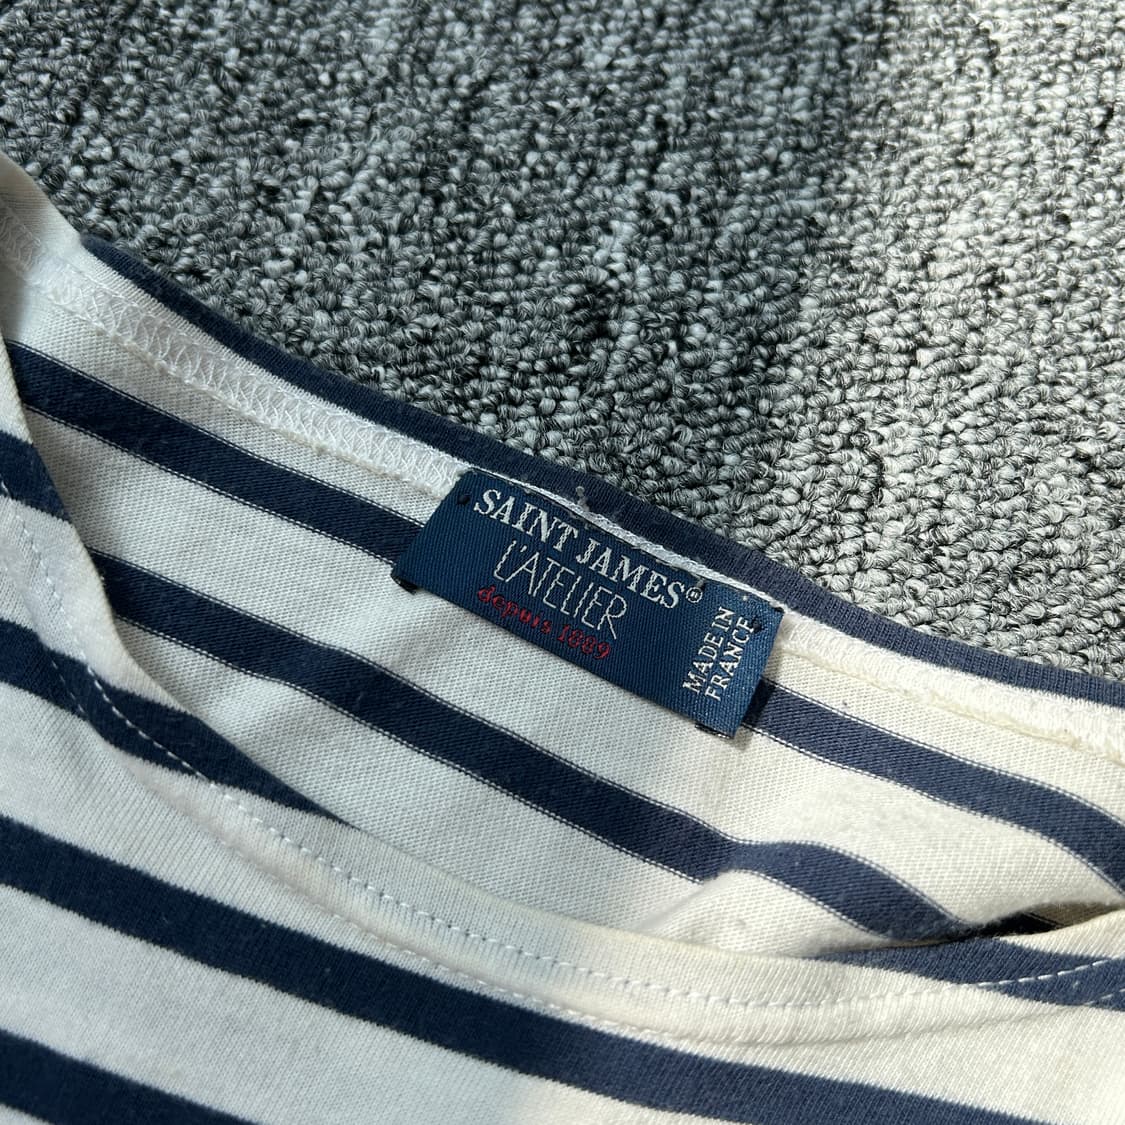 SAINT JAMES®
L'ATELIER
depuis 1889
MADE IN
FRANCE